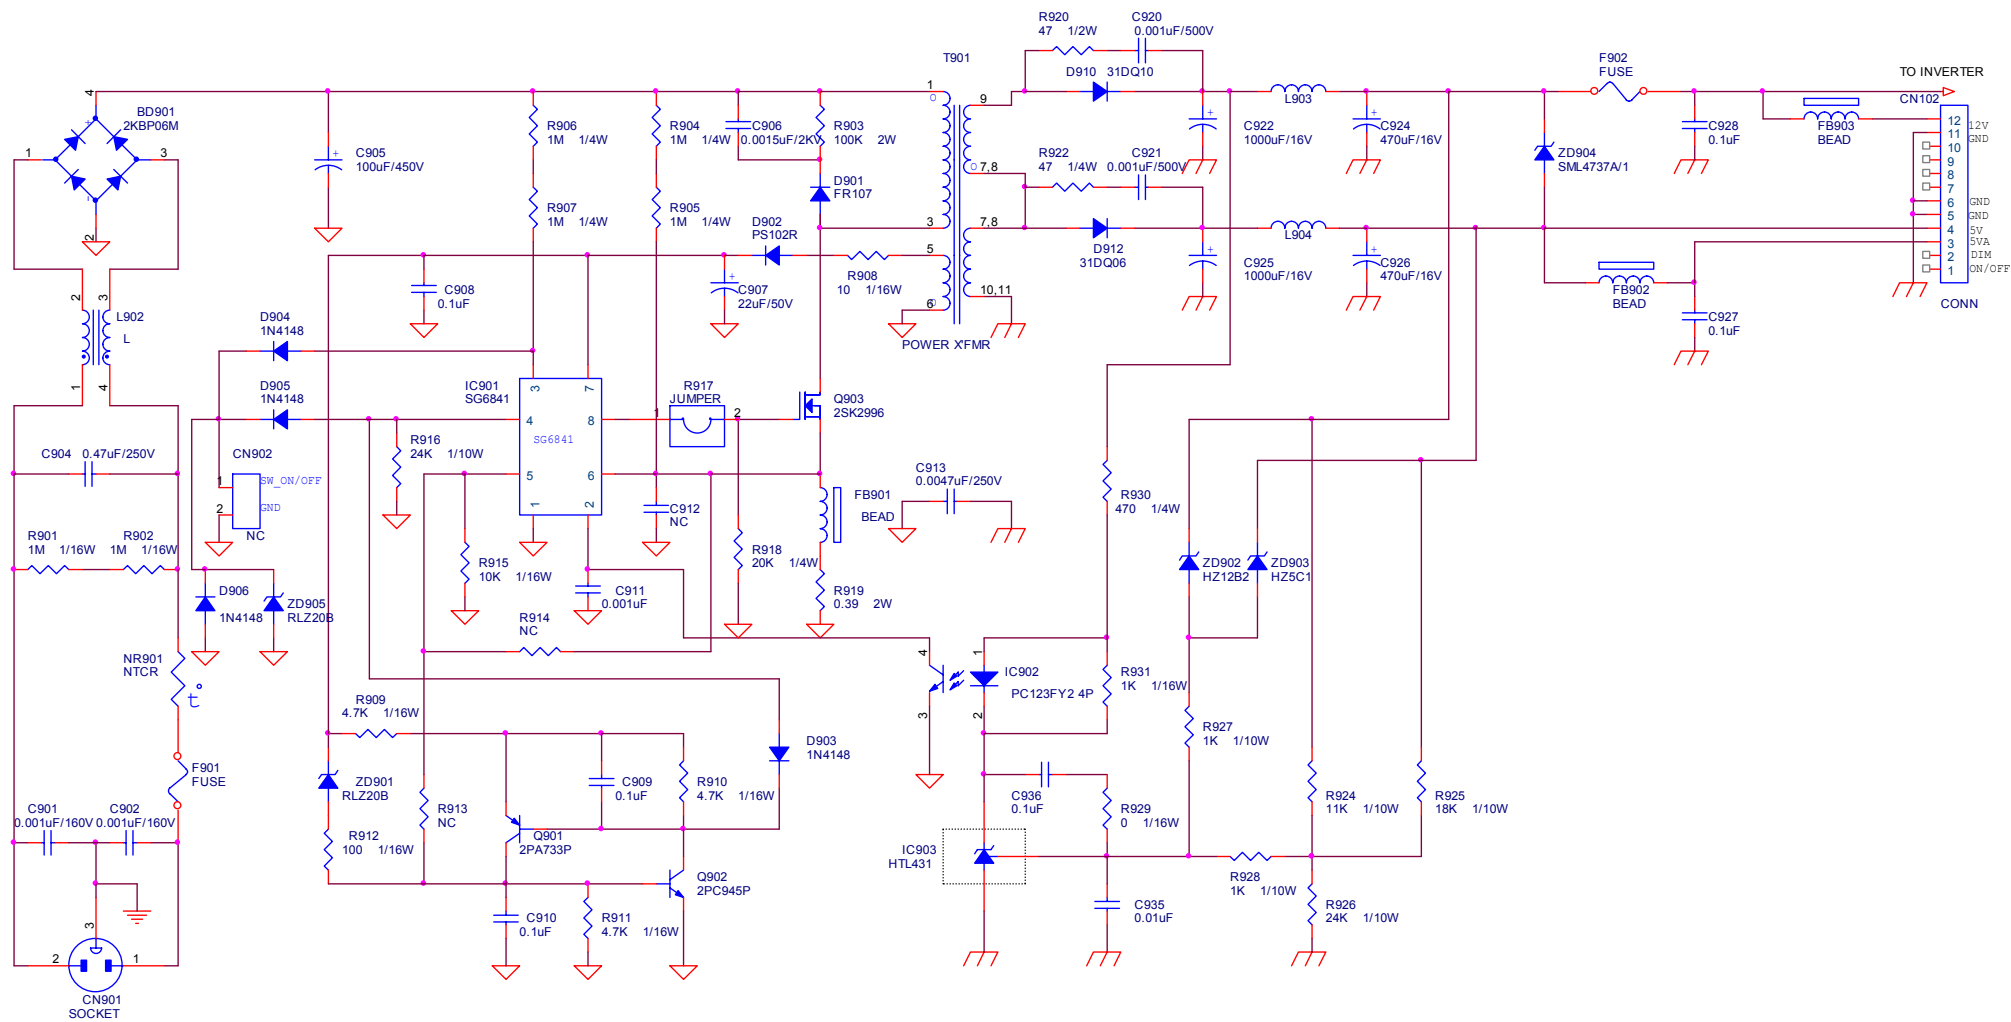 R920
47 1/2W
C920
0.001uF/500V
T901
D910 31DQ10
F902
FUSE
TO INVERTER
CN102
4
BD901
2KBP06M
+
1
3
-
2
C905
100uF/450V
+
R906
1M 1/4W
R904
1M 1/4W
C906
0.0015uF/2KV
R903
100K 2W
1
9
L903
R922
47 1/4W
C921
0.001uF/500V
+
C922
1000uF/16V
+
C924
470uF/16V
ZD904
SML4737A/1
C928
0.1uF
FB903
BEAD
12
11
10
9
8
7
6
5
4
3
2
1
12V
GND
GND
GND
5V
5VA
DIM
ON/OFF
CONN
R907
1M 1/4W
R905
1M 1/4W
D901
FR107
7,8
3
7,8
D902
PS102R
5
D912
31DQ06
L904
R908
10 1/16W
C908
0.1uF
+
C907
22uF/50V
6
10,11
+
C925
1000uF/16V
+
C926
470uF/16V
FB902
BEAD
C927
0.1uF
POWER X'FMR
2
3
L902
L
1
4
D904
1N4148
D905
1N4148
IC901
SG6841
SG6841
3
7
4
8
5
6
1
2
R917
JUMPER
1
2
Q903
2SK2996
C904 0.47uF/250V
CN902
1
SW_ON/OFF
2
GND
NC
R916
24K 1/10W
C912
NC
C913
0.0047uF/250V
FB901
BEAD
R930
470 1/4W
R901
1M 1/16W
R902
1M 1/16W
R915
10K 1/16W
C911
0.001uF
R918
20K 1/4W
R919
0.39 2W
ZD902
HZ12B2
ZD903
HZ5C1
D906
1N4148
ZD905
RLZ20B
R914
NC
NR901
NTCR
t°
4
3
1
2
IC902
PC123FY2 4P
R931
1K 1/16W
R909
4.7K 1/16W
D903
1N4148
R927
1K 1/10W
F901
FUSE
ZD901
RLZ20B
R913
NC
C909
0.1uF
R910
4.7K 1/16W
C936
0.1uF
R929
0 1/16W
R924
11K 1/10W
R925
18K 1/10W
C901
0.001uF/160V
C902
0.001uF/160V
R912
100 1/16W
Q901
2PA733P
IC903
HTL431
Q902
2PC945P
R928
1K 1/10W
C910
0.1uF
R911
4.7K 1/16W
C935
0.01uF
R926
24K 1/10W
3
2
1
CN901
SOCKET